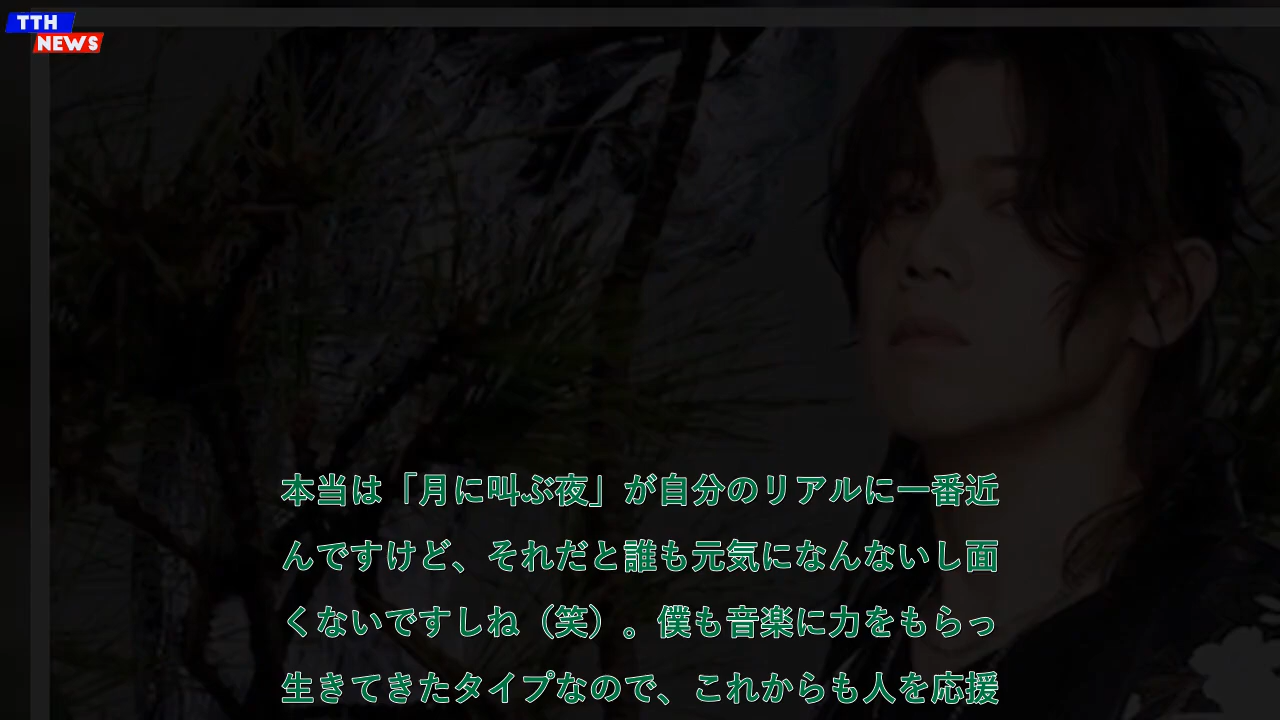 TTH
NEWS
本当は「月に叫ぶ夜」が自分のリアルに一番近
んですけど、それだと誰も元気になんないし面
くないですしね（笑）。僕も音楽に力をもらっ
生きてきたタイプなので、これからも人を応援